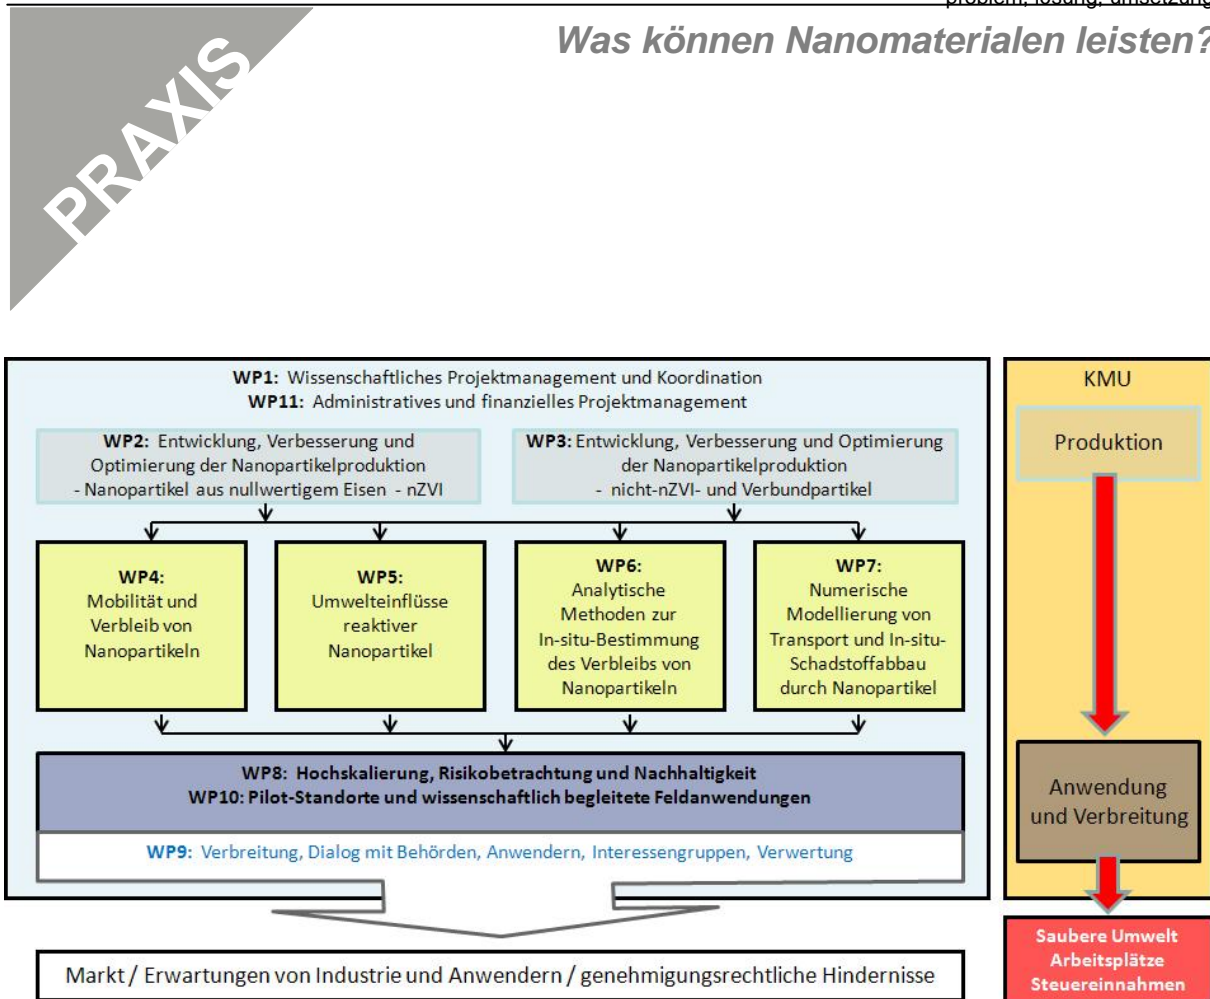 problem, lösung, umsetzung
Was können Nanomaterialen leisten?
PRAXIS
WP1: Wissenschaftliches Projektmanagement und Koordination
WP11: Administratives und finanzielles Projektmanagement
WP2: Entwicklung, Verbesserung und
Optimierung der Nanopartikelproduktion
- Nanopartikel aus nullwertigem Eisen - nZVI
WP3: Entwicklung, Verbesserung und Optimierung
der Nanopartikelproduktion
- nicht-nZVI- und Verbundpartikel
WP4:
Mobilität und
Verbleib von
Nanopartikeln
WP5:
Umwelteinflüsse
reaktiver
Nanopartikel
WP6:
Analytische
Methoden zur
In-situ-Bestimmung
des Verbleibs von
Nanopartikeln
WP7:
Numerische
Modellierung von
Transport und In-situ-
Schadstoffabbau
durch Nanopartikel
WP8: Hochskalierung, Risikobetrachtung und Nachhaltigkeit
WP10: Pilot-Standorte und wissenschaftlich begleitete Feldanwendungen
WP9: Verbreitung, Dialog mit Behörden, Anwendern, Interessengruppen, Verwertung
Markt / Erwartungen von Industrie und Anwendern / genehmigungsrechtliche Hindernisse
KMU
Produktion
Anwendung
und Verbreitung
Saubere Umwelt
Arbeitsplätze
Steuereinnahmen